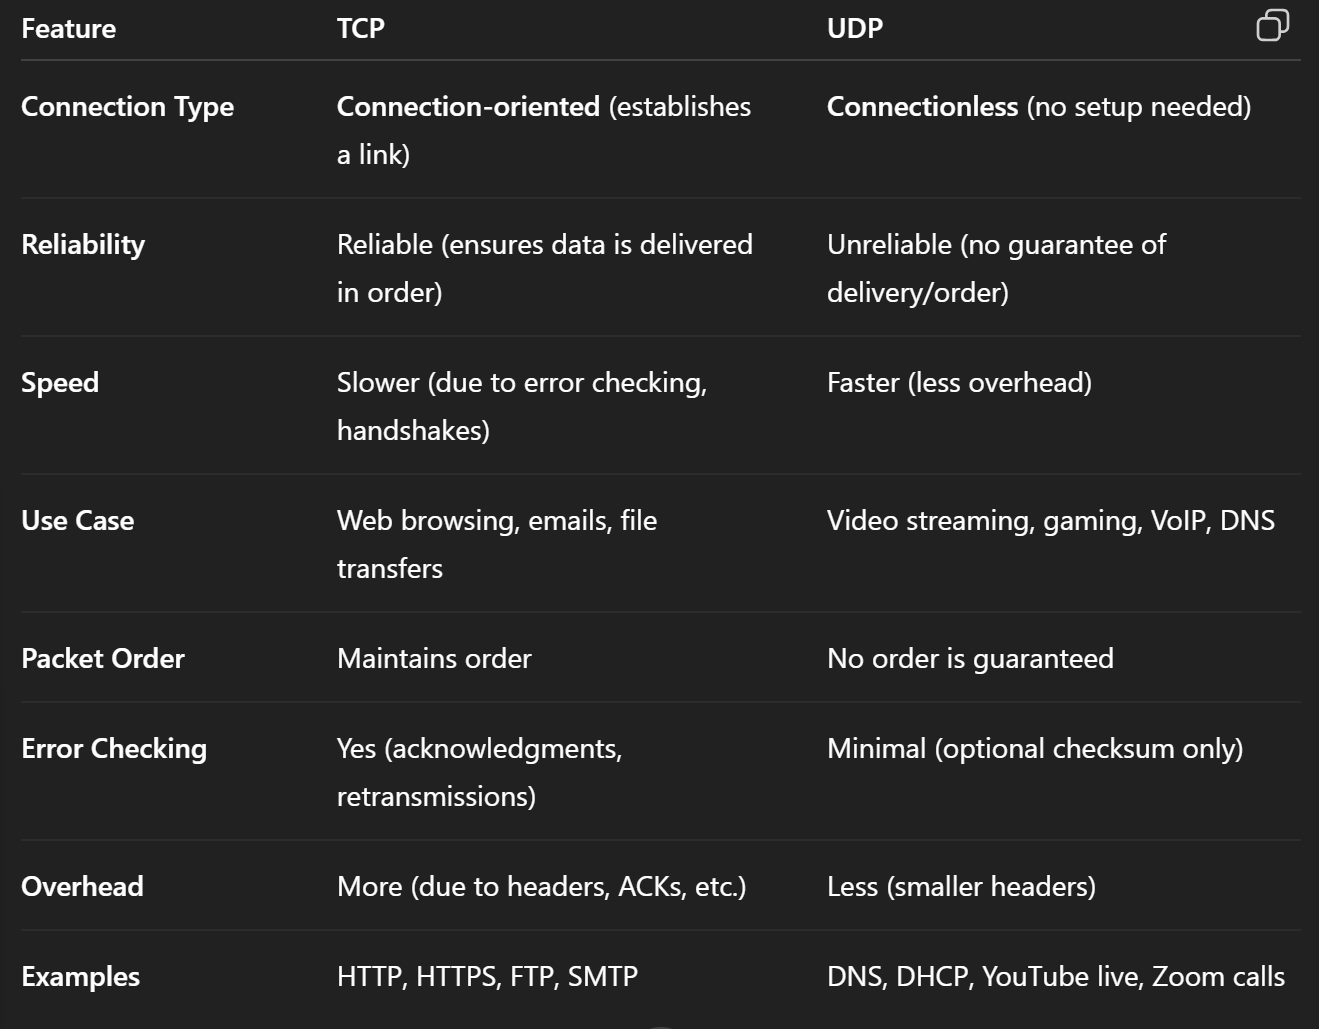 Feature TCP UDP
Connection Type Connection-oriented (establishes Connectionless (no setup needed)
a link)
Reliability Reliable (ensures data is delivered Unreliable (no guarantee of
in order) delivery/order)
Speed Slower (due to error checking, Faster (less overhead)
handshakes)
Use Case Web browsing, emails, file Video streaming, gaming, VoIP, DNS
transfers
Packet Order Maintains order No order is guaranteed
Error Checking Yes (acknowledgments, Minimal (optional checksum only)
retransmissions)
Overhead More (due to headers, ACKs, etc.) Less (smaller headers)
Examples HTTP, HTTPS, FTP, SMTP DNS, DHCP, YouTube live, Zoom calls